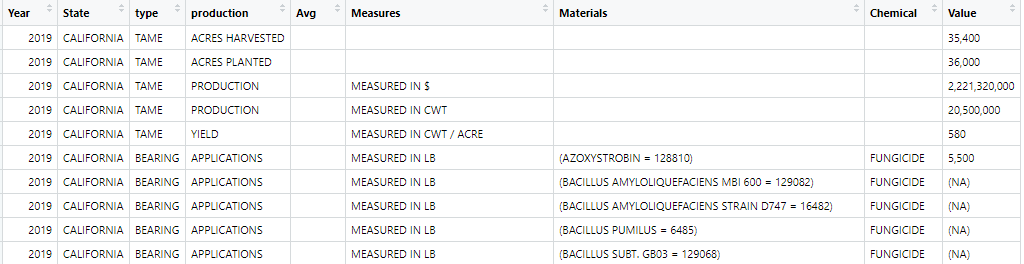 Year State type production Avg Measures Materials Chemical Value
2019 CALIFORNIA TAME ACRES HARVESTED 35,400
2019 CALIFORNIA TAME ACRES PLANTED 36,000
2019 CALIFORNIA TAME PRODUCTION MEASURED IN $ 2,221,320,000
2019 CALIFORNIA TAME PRODUCTION MEASURED IN CWT 20,500,000
2019 CALIFORNIA TAME YIELD MEASURED IN CWT / ACRE 580
2019 CALIFORNIA BEARING APPLICATIONS MEASURED IN LB (AZOXYSTROBIN = 128810) FUNGICIDE 5,500
2019 CALIFORNIA BEARING APPLICATIONS MEASURED IN LB (BACILLUS AMYLOLIQUEFACIENS MBI 600 = 129082) FUNGICIDE (NA)
2019 CALIFORNIA BEARING APPLICATIONS MEASURED IN LB (BACILLUS AMYLOLIQUEFACIENS STRAIN D747 = 16482) FUNGICIDE (NA)
2019 CALIFORNIA BEARING APPLICATIONS MEASURED IN LB (BACILLUS PUMILUS = 6485) FUNGICIDE (NA)
2019 CALIFORNIA BEARING APPLICATIONS MEASURED IN LB (BACILLUS SUBT. GB03 = 129068) FUNGICIDE (NA)